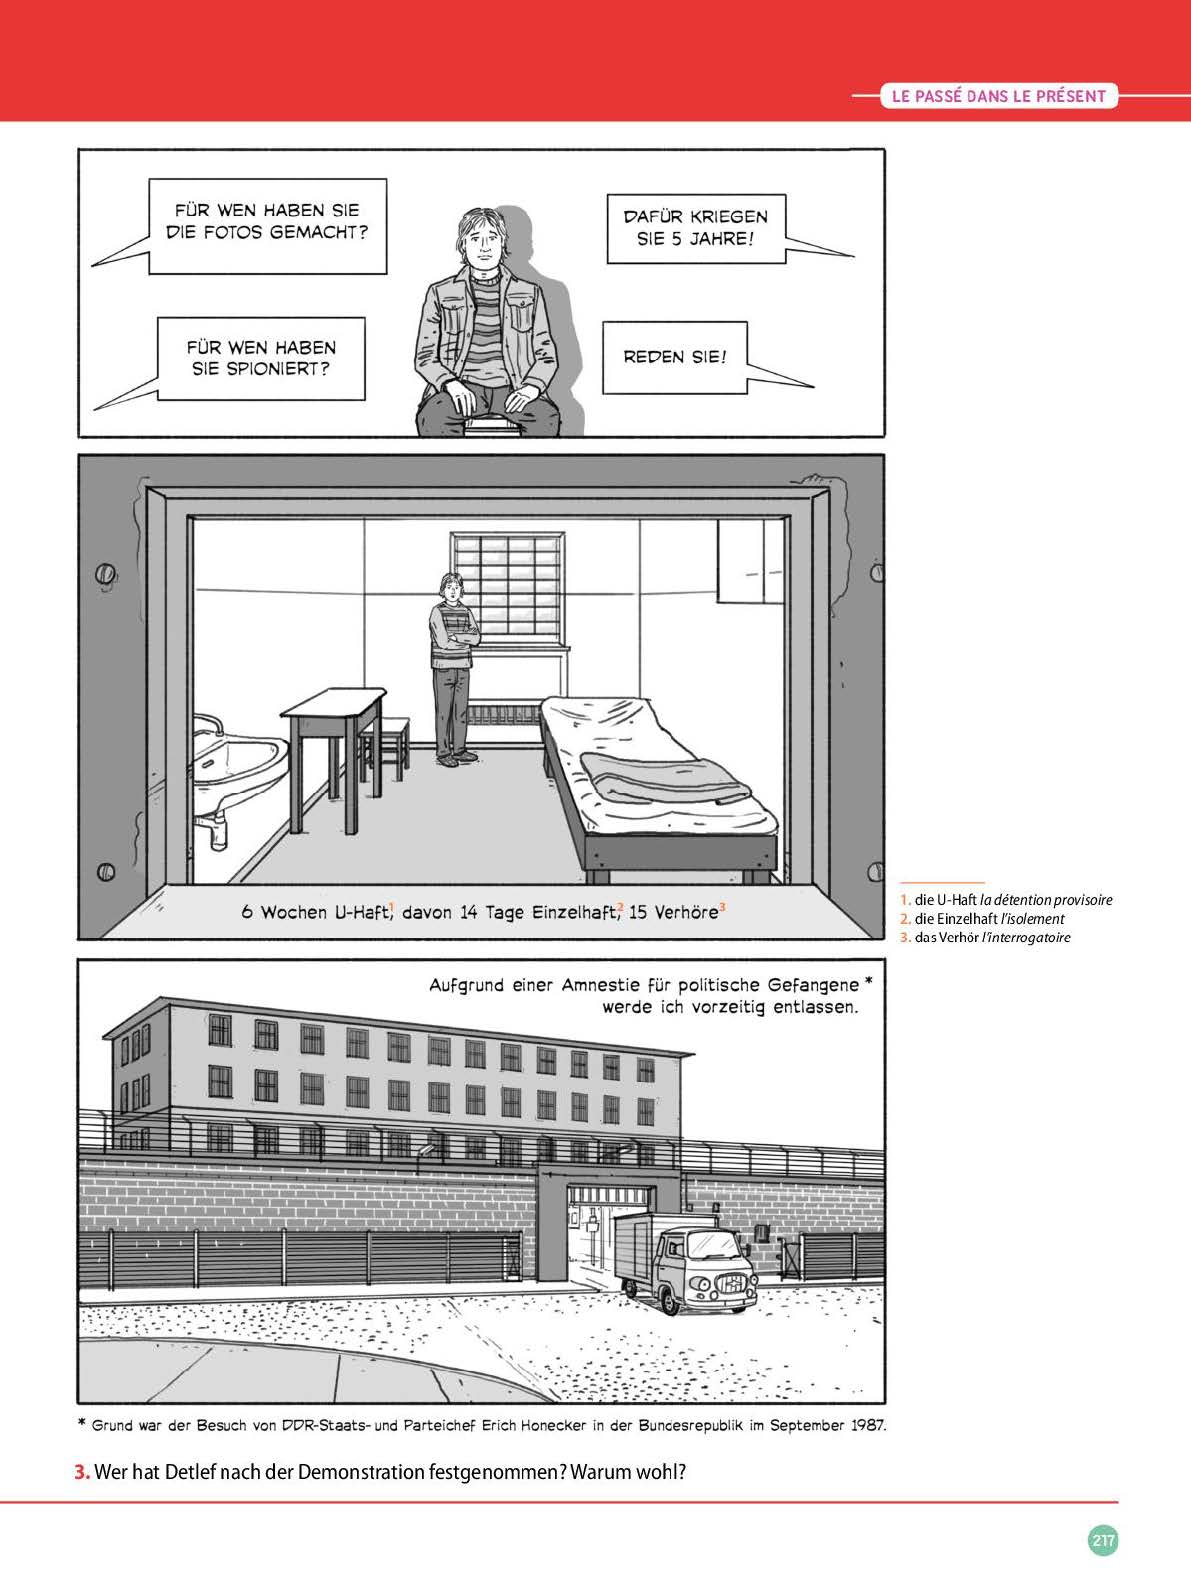 LE PASSÉ DANS LE PRÉSENT
FÜR WEN HABEN SIE
DIE FOTOS GEMACHT?
DAFÜR KRIEGEN
SIE 5 JAHRE!
FÜR WEN HABEN
SIE SPIONIERT?
REDEN SIE!
6 Wochen U-Haft¹, davon 14 Tage Einzelhaft², 15 Verhöre³
1. die U-Haft la détention provisoire
2. die Einzelhaft l'isolement
3. das Verhör l'interrogatoire
Aufgrund einer Amnestie für politische Gefangene *
werde ich vorzeitig entlassen.
* Grund war der Besuch von DDR-Staats- und Parteichef Erich Honecker in der Bundesrepublik im September 1987.
3. Wer hat Detlef nach der Demonstration festgenommen? Warum wohl?
217